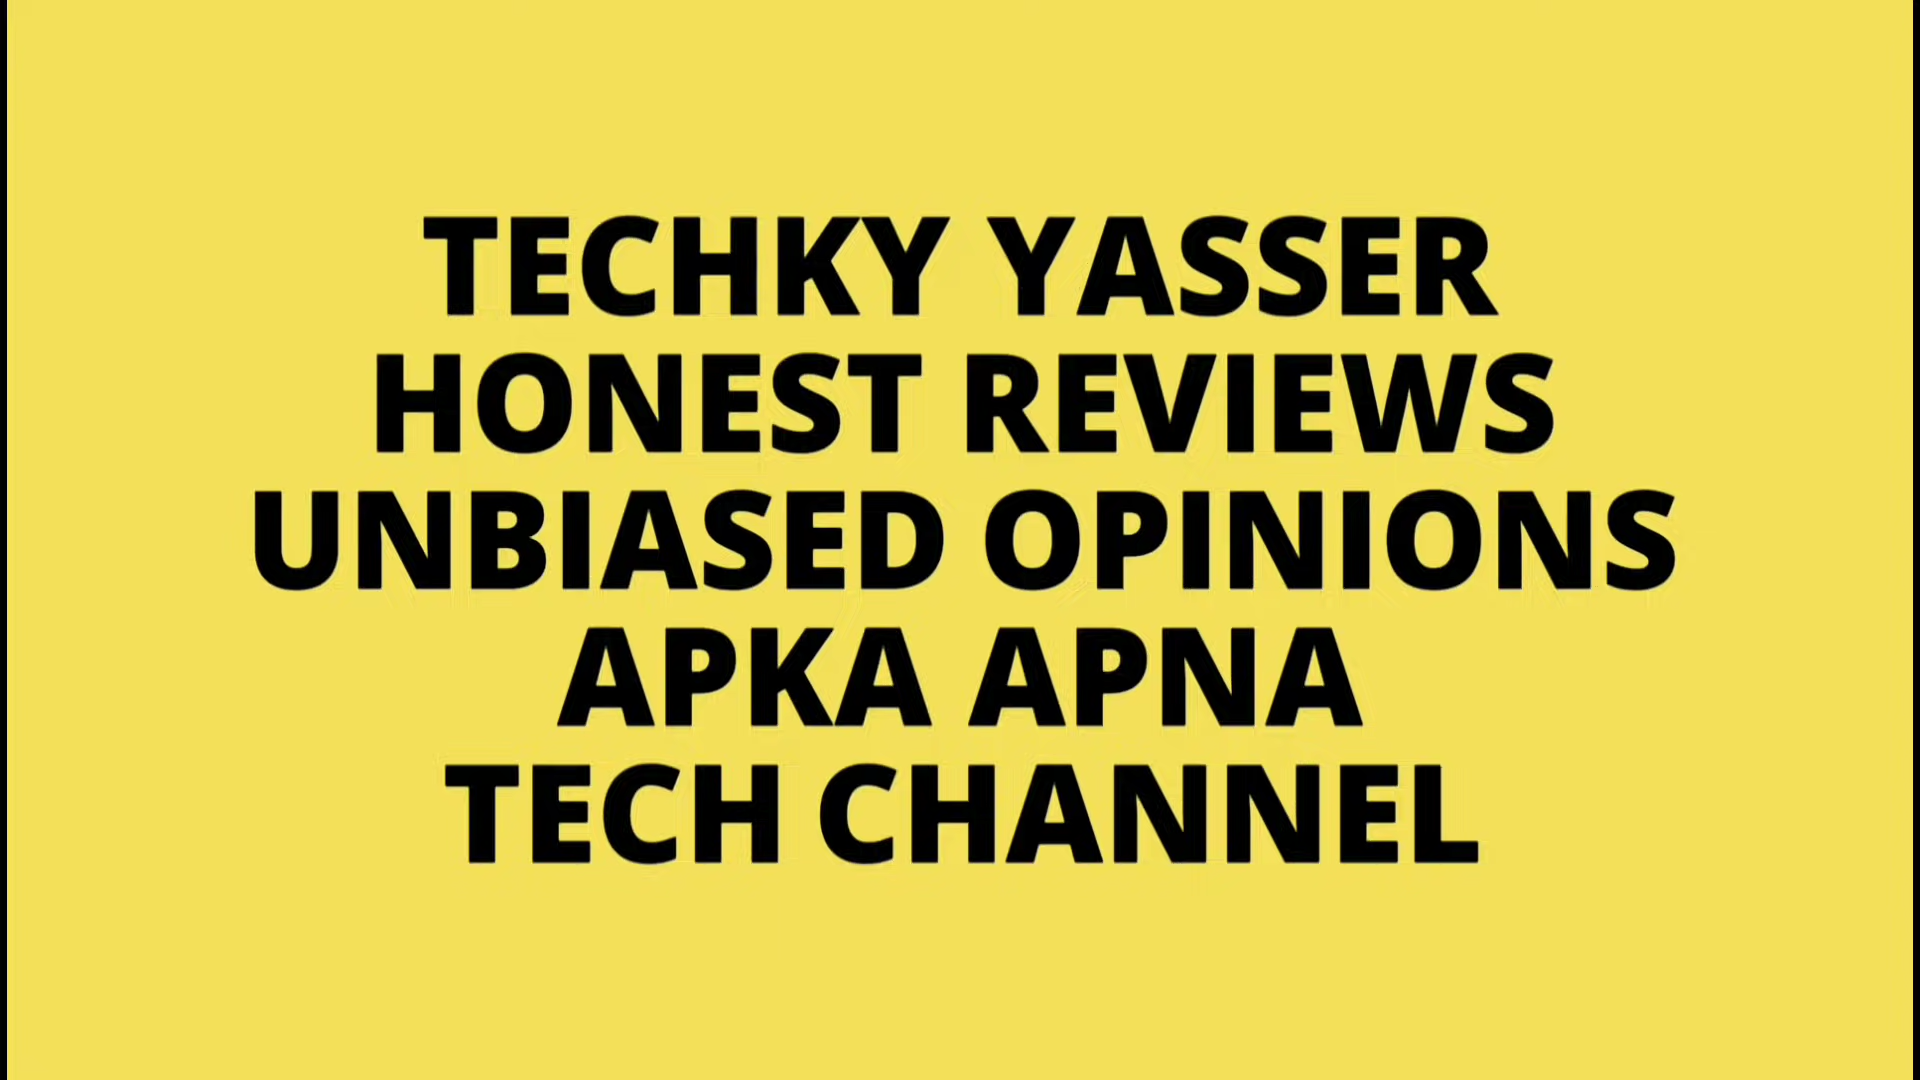 TECHKY YASSER
HONEST REVIEWS
UNBIASED OPINIONS
APKA APNA
TECH CHANNEL